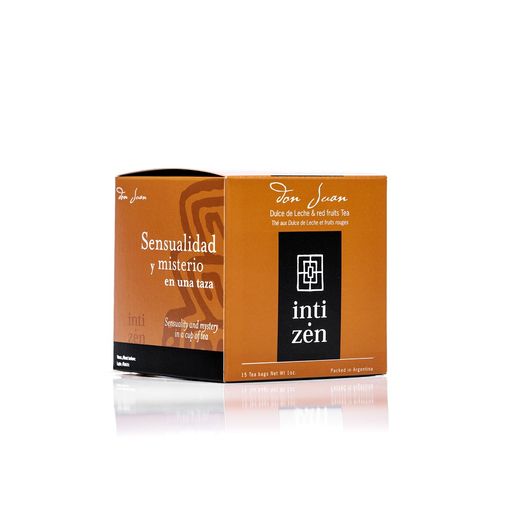 Don Juan
Sensualidad
y misterio
en una taza
inti
zen
Sensuality and mystery
in a cup of tea
Don Juan
Dulce de Leche & red fruits Tea
Thé aux Dulce de Leche et fruits rouges
inti
zen
15 Tea bags Net Wt 1oz.
Packed in Argentina